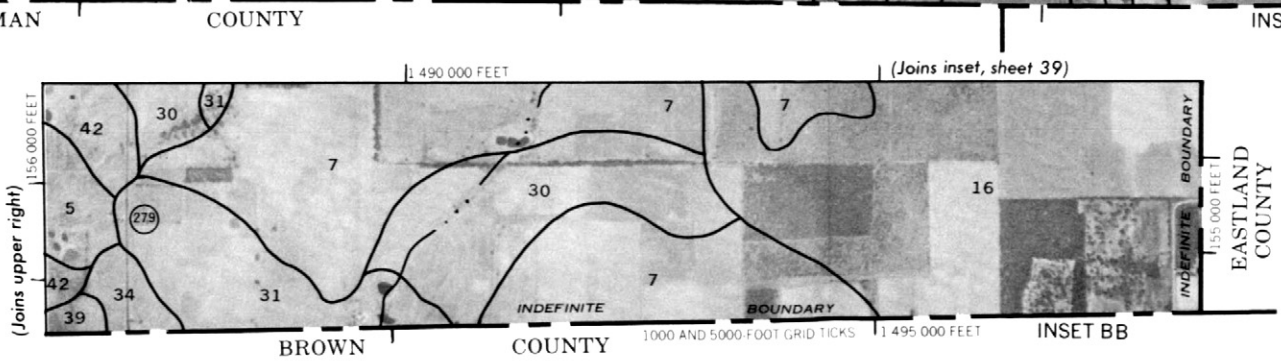 MAN COUNTY INS
1 490 000 FEET
(Joins inset, sheet 39)
156 000 FEET
(Joins upper right)
42
30
31
7
7
7
5
279
30
16
42
34
39
31
7
INDEFINITE BOUNDARY
INDEFINITE BOUNDARY
155 000 FEET
EASTLAND
COUNTY
BROWN COUNTY
1000 AND 5000-FOOT GRID TICKS
1 495 000 FEET
INSET BB